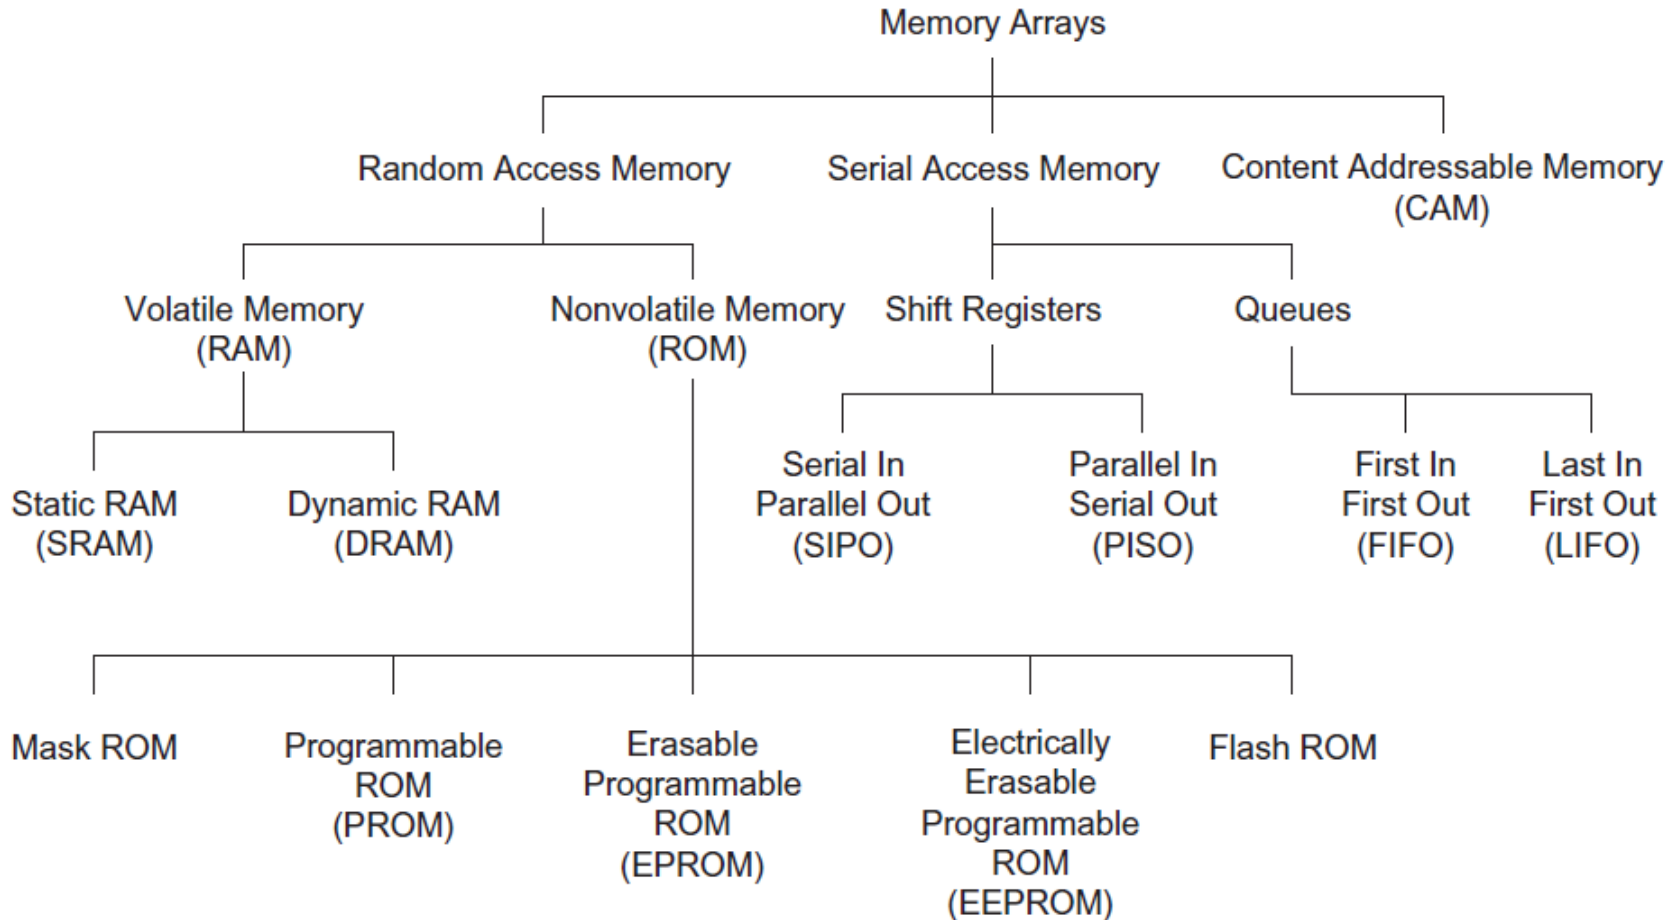 Memory Arrays
Random Access Memory
Serial Access Memory
Content Addressable Memory
(CAM)
Volatile Memory
(RAM)
Nonvolatile Memory
(ROM)
Shift Registers
Queues
Static RAM
(SRAM)
Dynamic RAM
(DRAM)
Serial In
Parallel Out
(SIPO)
Parallel In
Serial Out
(PISO)
First In
First Out
(FIFO)
Last In
First Out
(LIFO)
Mask ROM
Programmable
ROM
(PROM)
Erasable
Programmable
ROM
(EPROM)
Electrically
Erasable
Programmable
ROM
(EEPROM)
Flash ROM